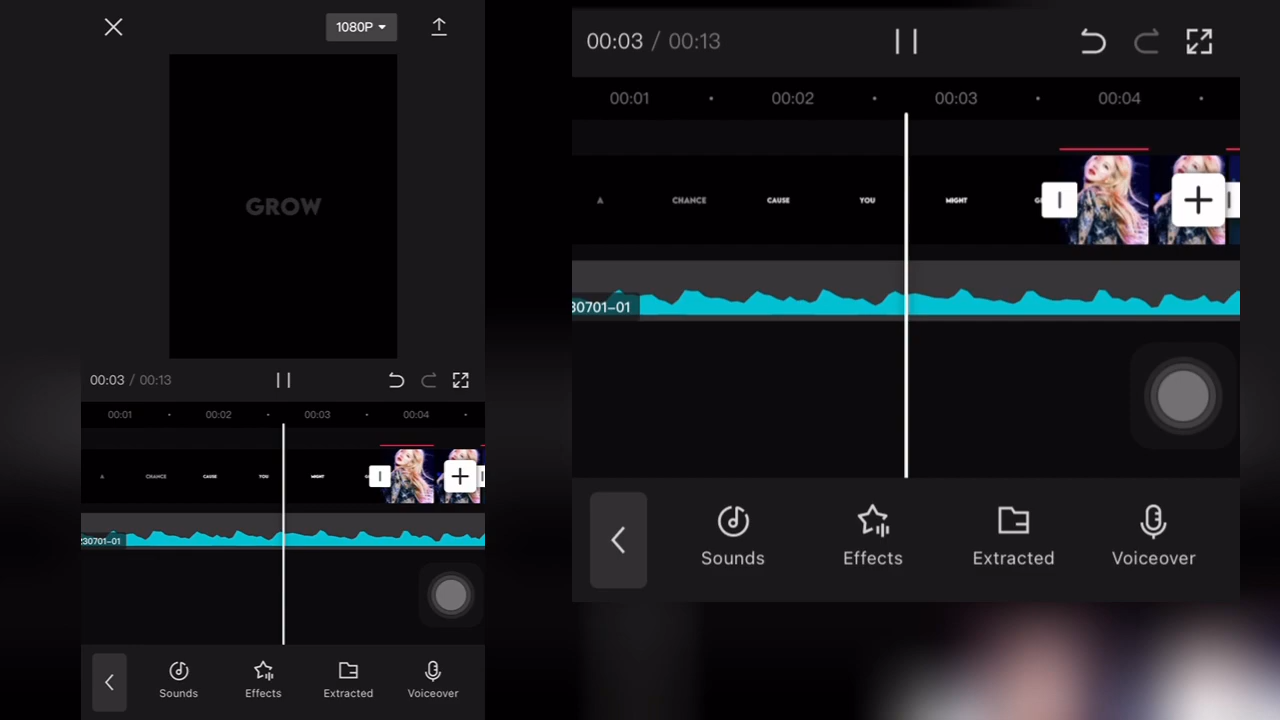 1080P
GROW
00:03 / 00:13
00:01 00:02 00:03 00:04
A CHANCE CAUSE YOU MIGHT
30701-01
Sounds Effects Extracted Voiceover
00:03 / 00:13
00:01 00:02 00:03 00:04
A CHANCE CAUSE YOU MIGHT
30701-01
Sounds Effects Extracted Voiceover